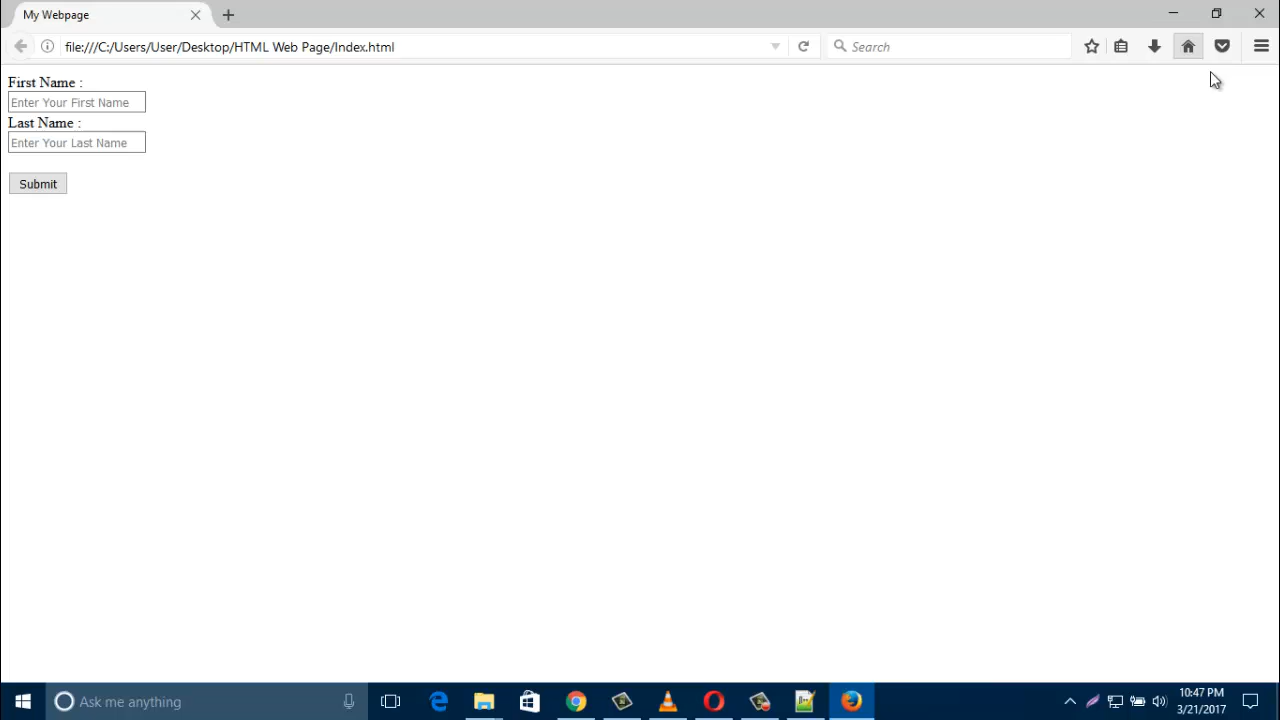 My Webpage
file:///C:/Users/User/Desktop/HTML Web Page/Index.html
Search
First Name :
Enter Your First Name
Last Name :
Enter Your Last Name
Submit
Ask me anything
10:47 PM
3/21/2017